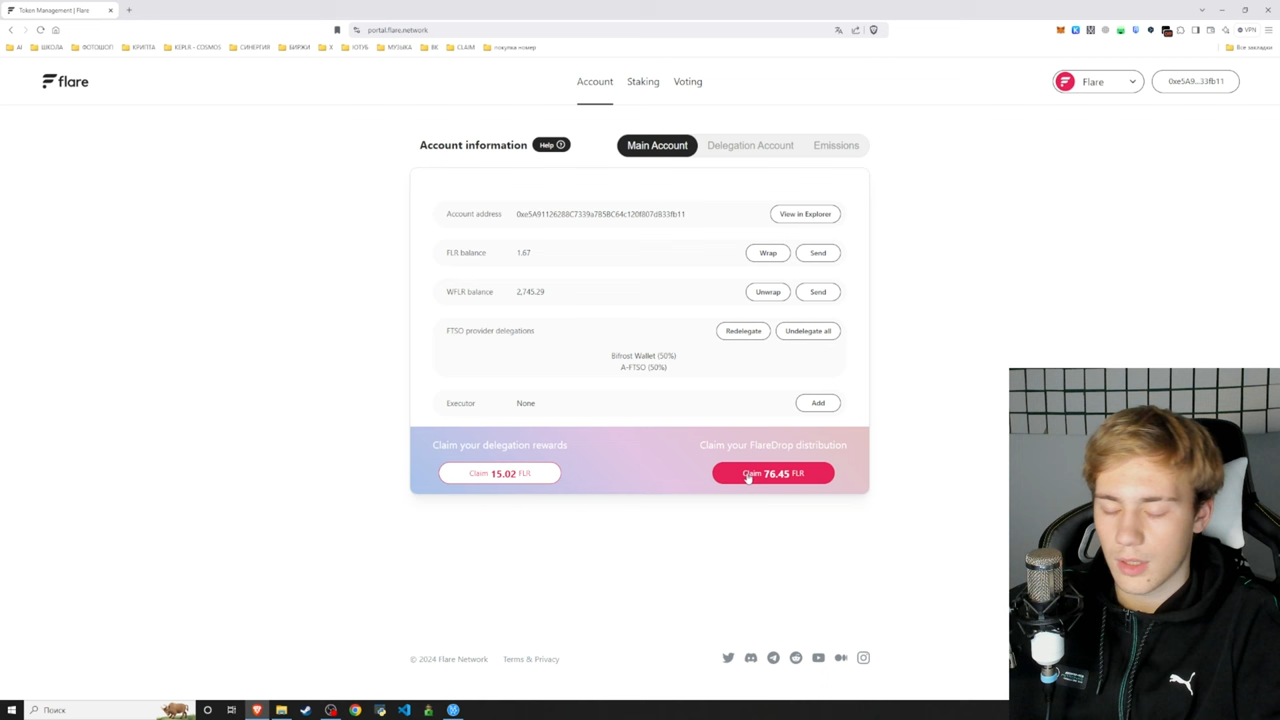 Token Management | Flare
portal.flare.network
VPN
AI
ШКОЛА
ФОТОШОП
КРИПТА
KEPLR - COSMOS
СИНЕРГИЯ
БИРЖИ
X
ЮТУБ
МУЗЫКА
ВК
CLAIM
покупка номер
Все закладки
flare
Account
Staking
Voting
Flare
0xe5A9...33fb11
Account information
Help
Main Account
Delegation Account
Emissions
Account address
0xe5A91126288C7339a785BC64c120f807d833fb11
View in Explorer
FLR balance
1.67
Wrap
Send
WFLR balance
2,745.29
Unwrap
Send
FTSO provider delegations
Redelegate
Undelegate all
Bifrost Wallet (50%)
A-FTSO (50%)
Executor
None
Add
Claim your delegation rewards
Claim your FlareDrop distribution
Claim 15.02 FLR
Claim 76.45 FLR
© 2024 Flare Network
Terms & Privacy
Поиск
PUMA